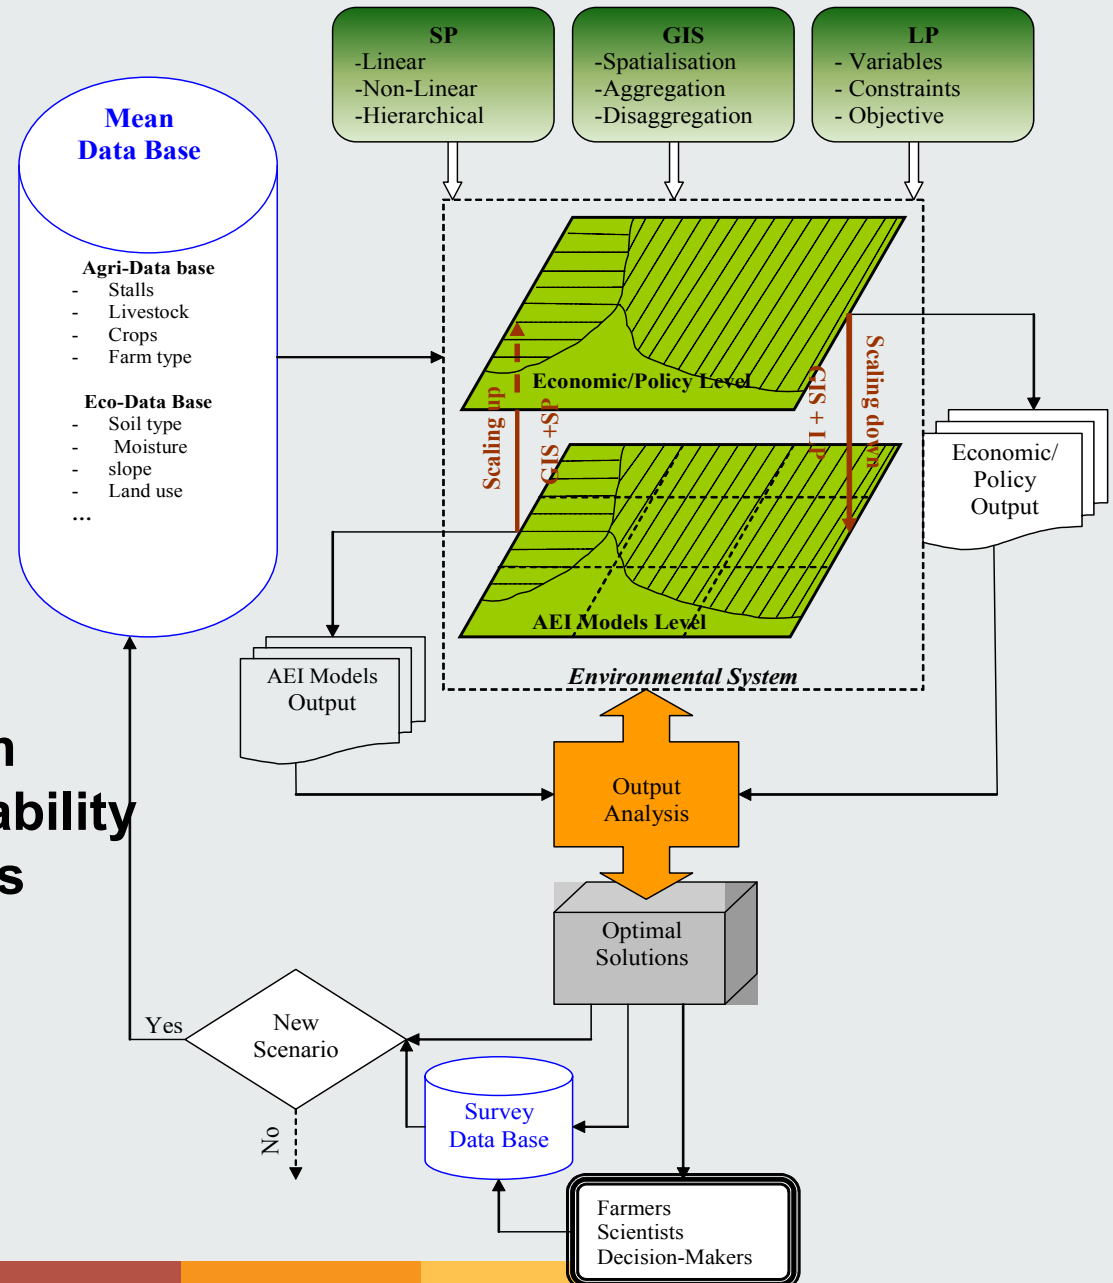 SP
-Linear
-Non-Linear
-Hierarchical
GIS
-Spatialisation
-Aggregation
-Disaggregation
LP
- Variables
- Constraints
- Objective
Mean
Data Base
Agri-Data base
- Stalls
- Livestock
- Crops
- Farm type
Eco-Data Base
- Soil type
- Moisture
- slope
- Land use
...
Economic/Policy Level
Scaling up
GIS +SP
GIS + LP
Scaling down
AEI Models Level
Environmental System
Economic/
Policy
Output
AEI Models
Output
Output
Analysis
n
ability
s
Optimal
Solutions
Yes
New
Scenario
No
Survey
Data Base
Farmers
Scientists
Decision-Makers